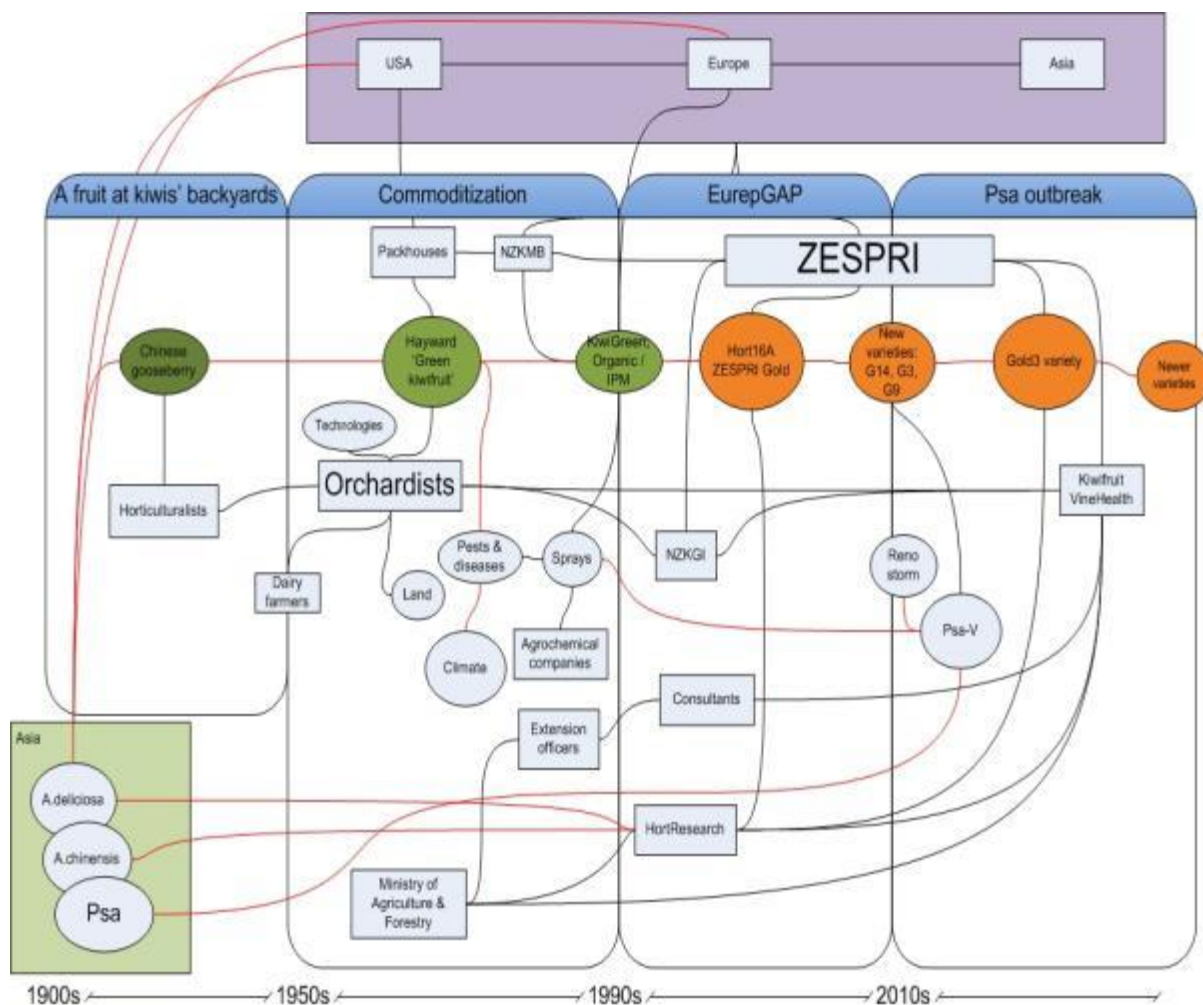 USA
Europe
Asia
A fruit at kiwis' backyards
Commoditization
EurepGAP
Psa outbreak
Packhouses
NZKMB
ZESPRI
Chinese
gooseberry
Hayward
'Green
kiwifruit'
KiwiGreen,
Organic /
IPM
Hort16A
ZESPRI Gold
New
varieties:
G14, G3,
G9
Gold3 variety
Newer
varieties
Technologies
Orchardists
Horticulturalists
Kiwifruit
VineHealth
Pests &
diseases
Sprays
NZKGI
Reno
storm
Dairy
farmers
Land
Psa-V
Climate
Agrochemical
companies
Consultants
Extension
officers
Asia
A.deliciosa
A.chinensis
Psa
HortResearch
Ministry of
Agriculture &
Forestry
1900s
1950s
1990s
2010s